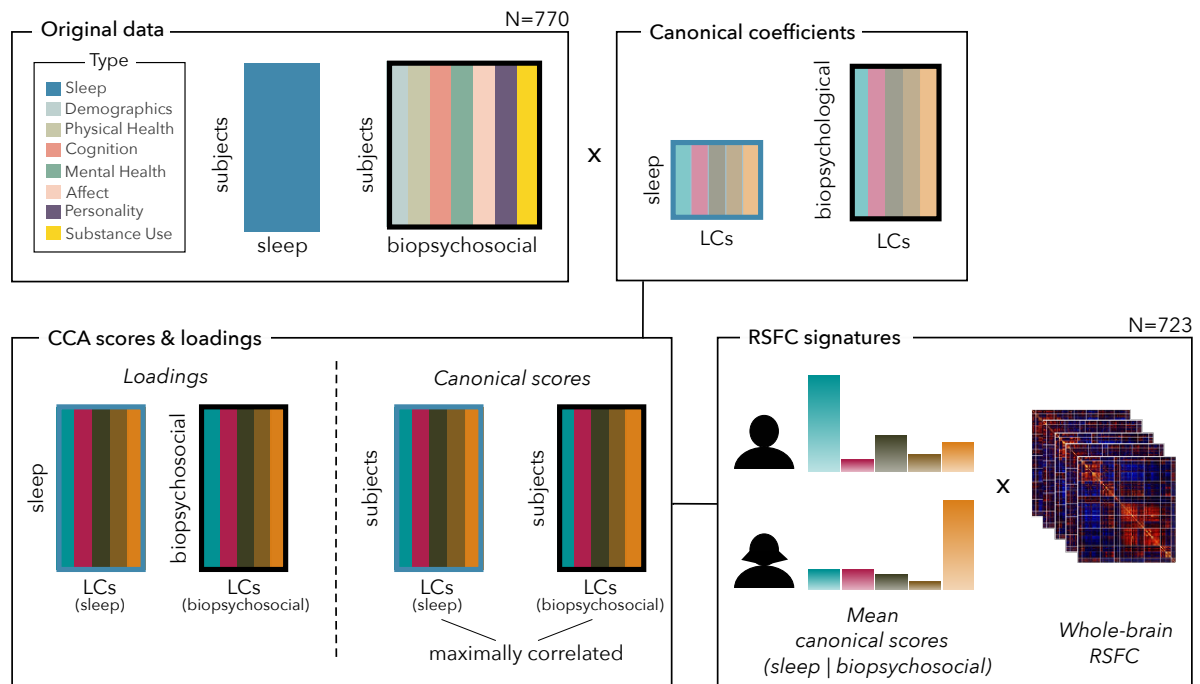 N=770
Original data
Type
Sleep
Demographics
Physical Health
Cognition
Mental Health
Affect
Personality
Substance Use
subjects
sleep
subjects
biopsychosocial
x
Canonical coefficients
sleep
LCs
biopsychological
LCs
CCA scores & loadings
Loadings
sleep
LCs
(sleep)
biopsychosocial
LCs
(biopsychosocial)
Canonical scores
subjects
LCs
(sleep)
subjects
LCs
(biopsychosocial)
maximally correlated
N=723
RSFC signatures
x
Mean
canonical scores
(sleep | biopsychosocial)
Whole-brain
RSFC